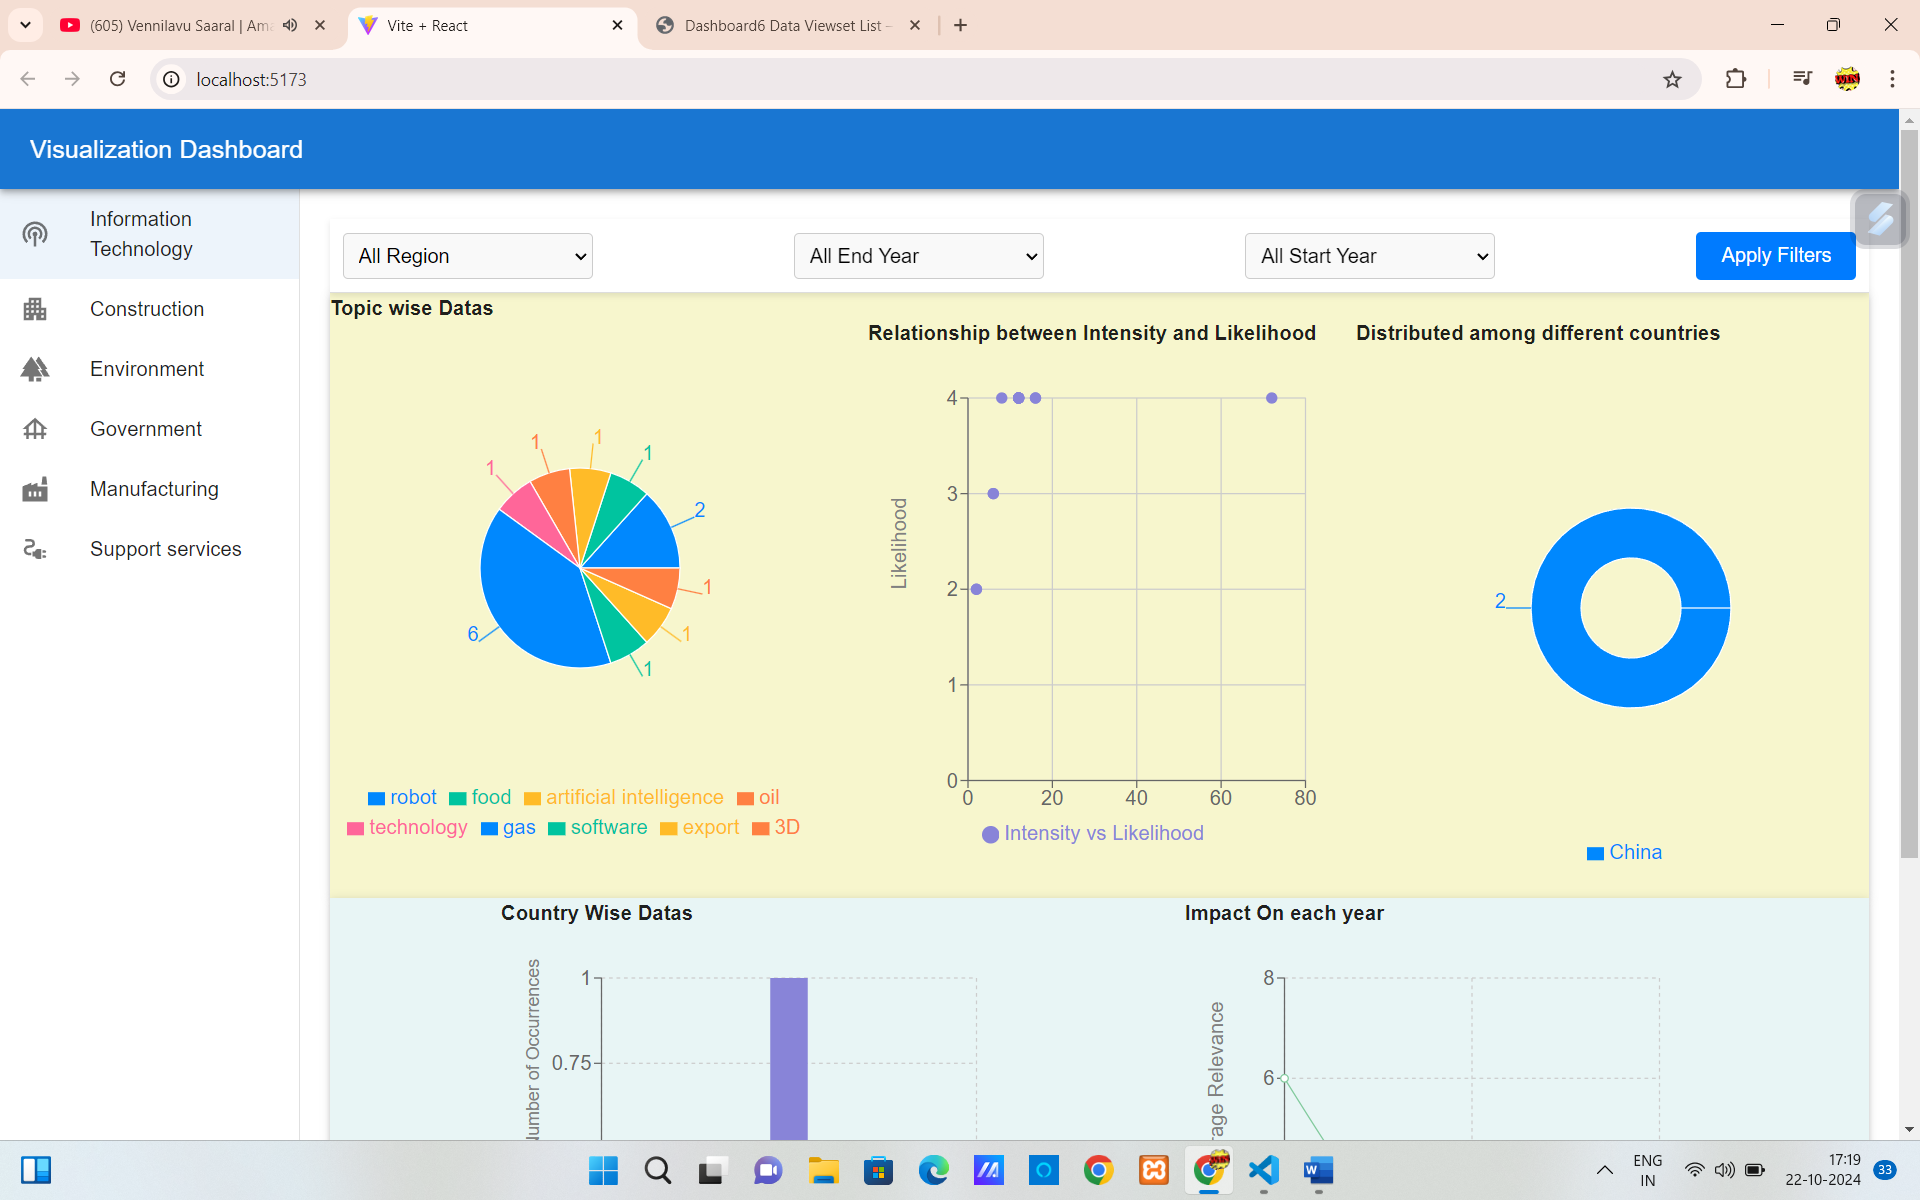 (605) Vennilavu Saaral | Ama
Vite + React
Dashboard6 Data Viewset List –
localhost:5173
Visualization Dashboard
Information
Technology
Construction
Environment
Government
Manufacturing
Support services
All Region
All End Year
All Start Year
Apply Filters
Topic wise Datas
1
1
1
1
2
1
1
1
6
robot food artificial intelligence oil
technology gas software export 3D
Relationship between Intensity and Likelihood
Likelihood
4
3
2
1
0
0 20 40 60 80
Intensity vs Likelihood
Distributed among different countries
2
China
Country Wise Datas
Number of Occurrences
1
0.75
Impact On each year
rage Relevance
8
6
ENG
IN
17:19
22-10-2024
33